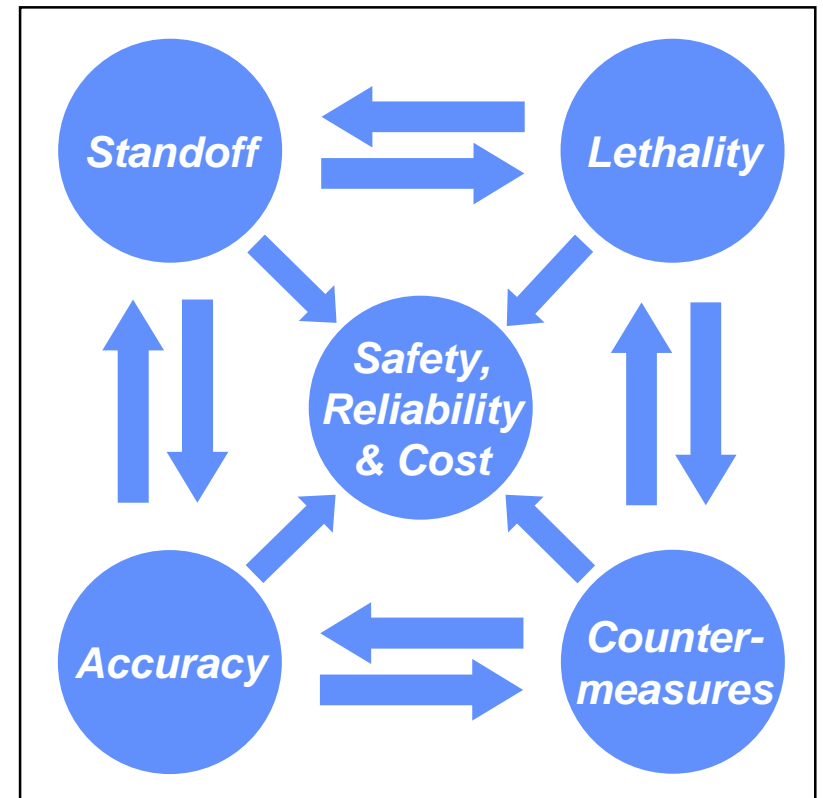 Standoff
Lethality
Safety,
Reliability
& Cost
Accuracy
Counter-
measures